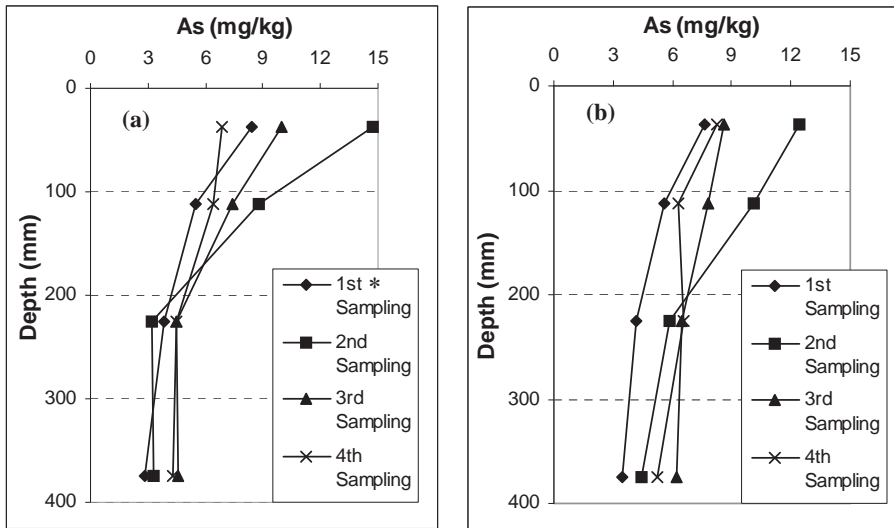 As (mg/kg)
0 3 6 9 12 15
0
100
200
300
400
Depth (mm)
(a)
1st *
Sampling
2nd
Sampling
3rd
Sampling
4th
Sampling
As (mg/kg)
0 3 6 9 12 15
0
100
200
300
400
Depth (mm)
(b)
1st
Sampling
2nd
Sampling
3rd
Sampling
4th
Sampling